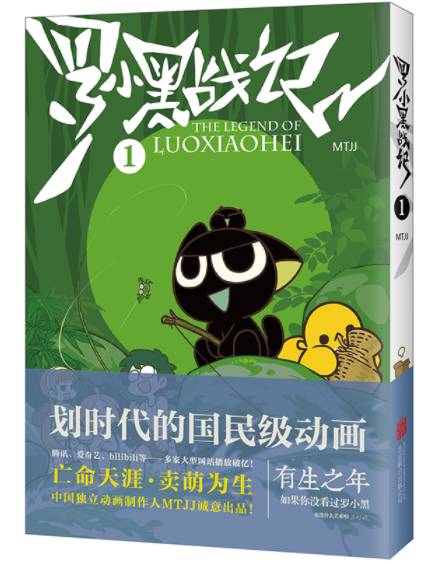 罗小黑战记
THE LEGEND OF
LUOXIAOHEI
1
MTJJ
划时代的国民级动画
腾讯、爱奇艺、bilibili等——多家大型网站播放破亿!
亡命天涯·卖萌为生
中国独立动画制作人MTJJ诚意出品!
有生之年
如果你没看过罗小黑
罗小黑战记
1
MTJJ